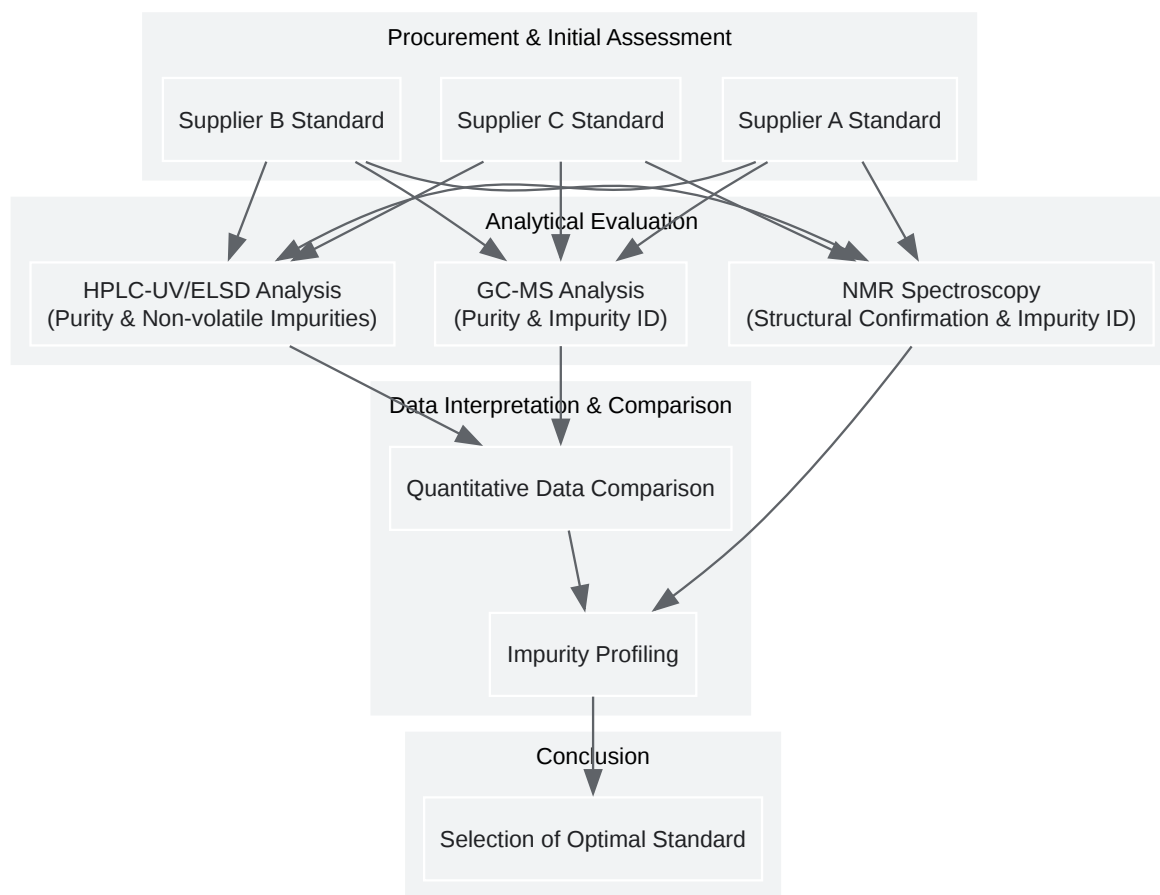 Procurement & Initial Assessment
Supplier B Standard
Supplier C Standard
Supplier A Standard
Analytical Evaluation
HPLC-UV/ELSD Analysis
(Purity & Non-volatile Impurities)
GC-MS Analysis
(Purity & Impurity ID)
NMR Spectroscopy
(Structural Confirmation & Impurity ID)
Data Interpretation & Comparison
Quantitative Data Comparison
Impurity Profiling
Conclusion
Selection of Optimal Standard